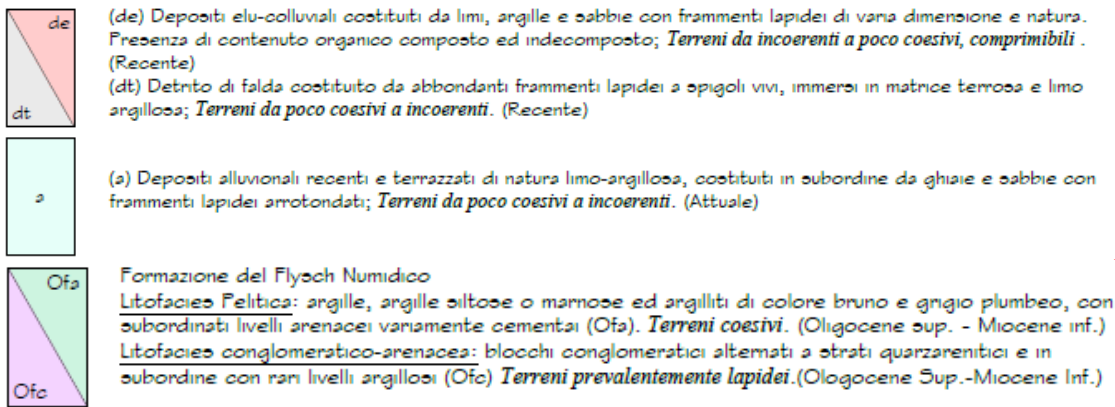 de
(de) Depositi elu-colluviali costituiti da limi, argille e sabbie con frammenti lapidei di varia dimensione e natura.
Presenza di contenuto organico composto ed indecomposto; Terreni da incoerenti a poco coesivi, comprimibili .
(Recente)
(dt) Detrito di falda costituito da abbondanti frammenti lapidei a spigoli vivi, immersi in matrice terrosa e limo
dt
argillosa; Terreni da poco coesivi a incoerenti. (Recente)
a
(a) Depositi alluvionali recenti e terrazzati di natura limo-argillosa, costituiti in subordine da ghiaie e sabbie con
frammenti lapidei arrotondati; Terreni da poco coesivi a incoerenti. (Attuale)
Ofa
Formazione del Flysch Numidico
Litofacies Pelitica: argille, argille siltose o marnose ed argilliti di colore bruno e grigio plumbeo, con
subordinati livelli arenacei variamente cementai (Ofa). Terreni coesivi. (Oligocene sup. - Miocene inf.)
Litofacies conglomeratico-arenacea: blocchi conglomeratici alternati a strati quarzarenitici e in
subordine con rari livelli argillosi (Ofc) Terreni prevalentemente lapidei.(Ologocene Sup.-Miocene Inf.)
Ofc